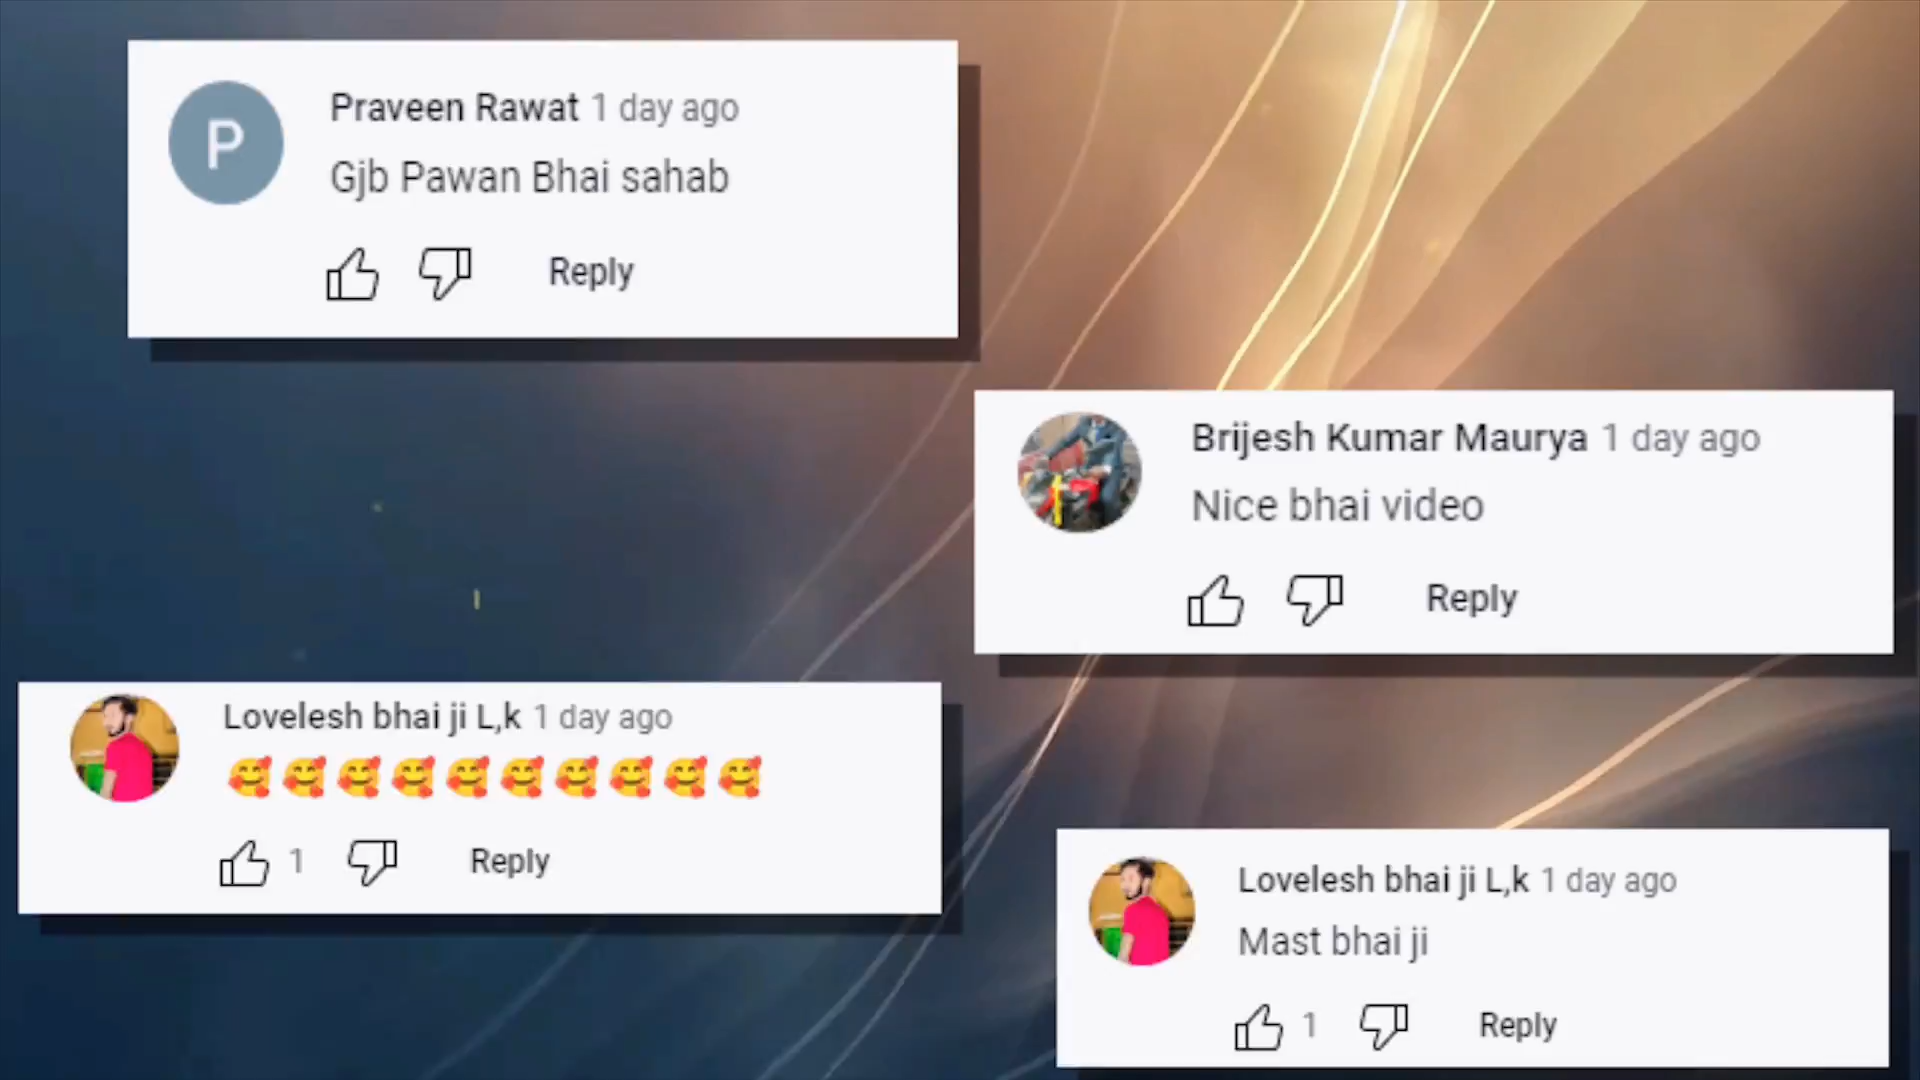 P
Praveen Rawat 1 day ago
Gjb Pawan Bhai sahab
Reply
Brijesh Kumar Maurya 1 day ago
Nice bhai video
Reply
Lovelesh bhai ji L,k 1 day ago
🥰🥰🥰🥰🥰🥰🥰🥰🥰🥰
1 Reply
Lovelesh bhai ji L,k 1 day ago
Mast bhai ji
1 Reply